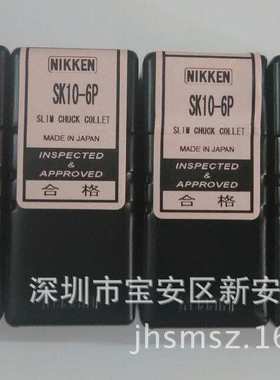 NIKKEN
SK10-6P
SLIM CHUCK COLLET
MADE IN JAPAN
INSPECTED
&
APPROVED
合格
NIKKEN
SK10-6P
SLIM CHUCK COLLET
MADE IN JAPAN
INSPECTED
&
APPROVED
合格
深圳市宝安区新安
jhsmsz.16